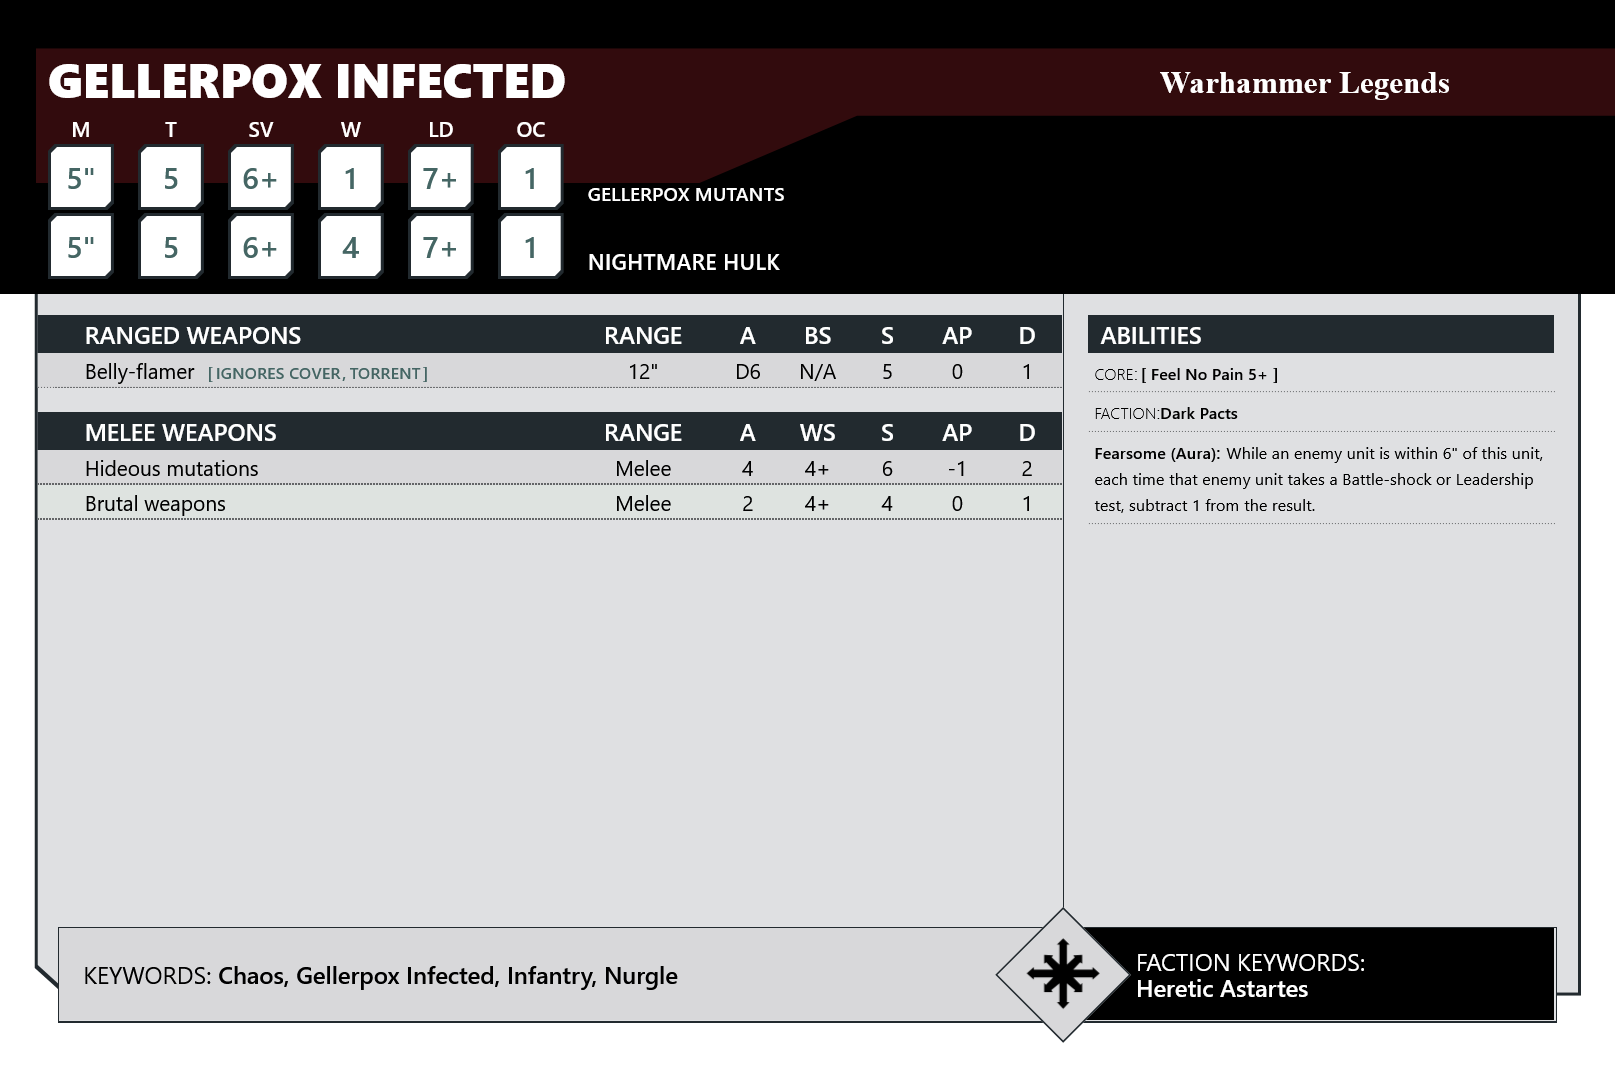 GELLERPOX INFECTED
Warhammer Legends
M T SV W LD OC
5" 5 6+ 1 7+ 1 GELLERPOX MUTANTS
5" 5 6+ 4 7+ 1 NIGHTMARE HULK
RANGED WEAPONS RANGE A BS S AP D
Belly-flamer [IGNORES COVER, TORRENT] 12" D6 N/A 5 0 1
MELEE WEAPONS RANGE A WS S AP D
Hideous mutations Melee 4 4+ 6 -1 2
Brutal weapons Melee 2 4+ 4 0 1
ABILITIES
CORE: [ Feel No Pain 5+ ]
FACTION:Dark Pacts
Fearsome (Aura): While an enemy unit is within 6" of this unit,
each time that enemy unit takes a Battle-shock or Leadership
test, subtract 1 from the result.
KEYWORDS: Chaos, Gellerpox Infected, Infantry, Nurgle
FACTION KEYWORDS:
Heretic Astartes